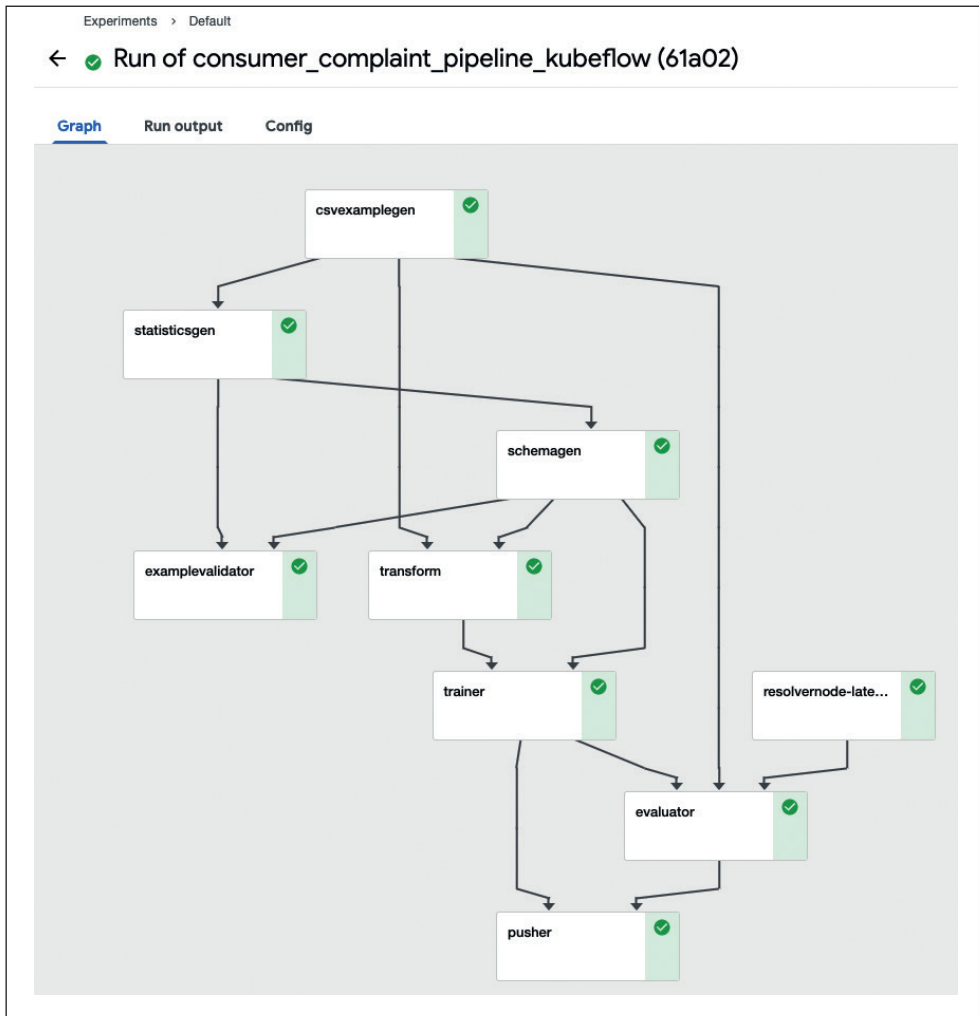 Experiments > Default
Run of consumer_complaint_pipeline_kubeflow (61a02)
Graph Run output Config
csvexamplegen
statisticsgen
schemagen
examplevalidator
transform
trainer
resolvernode-late...
evaluator
pusher